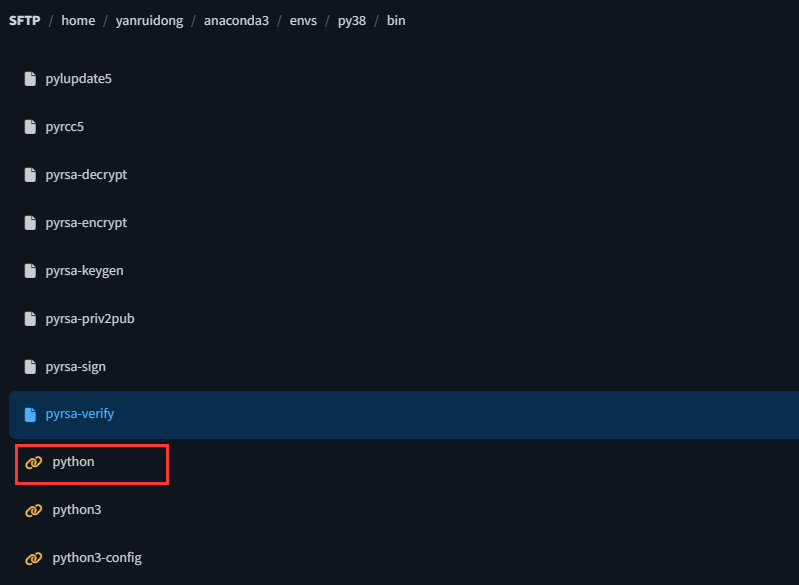 SFTP / home / yanruidong / anaconda3 / envs / py38 / bin
pylupdate5
pyrcc5
pyrsa-decrypt
pyrsa-encrypt
pyrsa-keygen
pyrsa-priv2pub
pyrsa-sign
pyrsa-verify
python
python3
python3-config